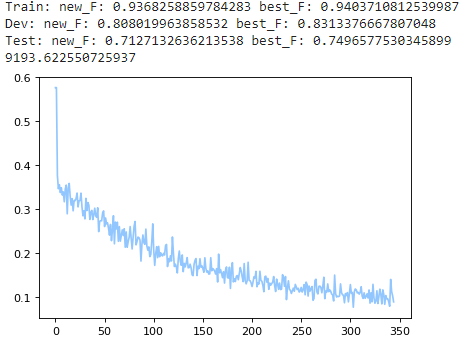 Train: new_F: 0.9368258859784283 best_F: 0.9403710812539987
Dev: new_F: 0.808019963858532 best_F: 0.8313376667807048
Test: new_F: 0.7127132636213538 best_F: 0.7496577530345899
9193.622550725937
0.6
0.5
0.4
0.3
0.2
0.1
0 50 100 150 200 250 300 350